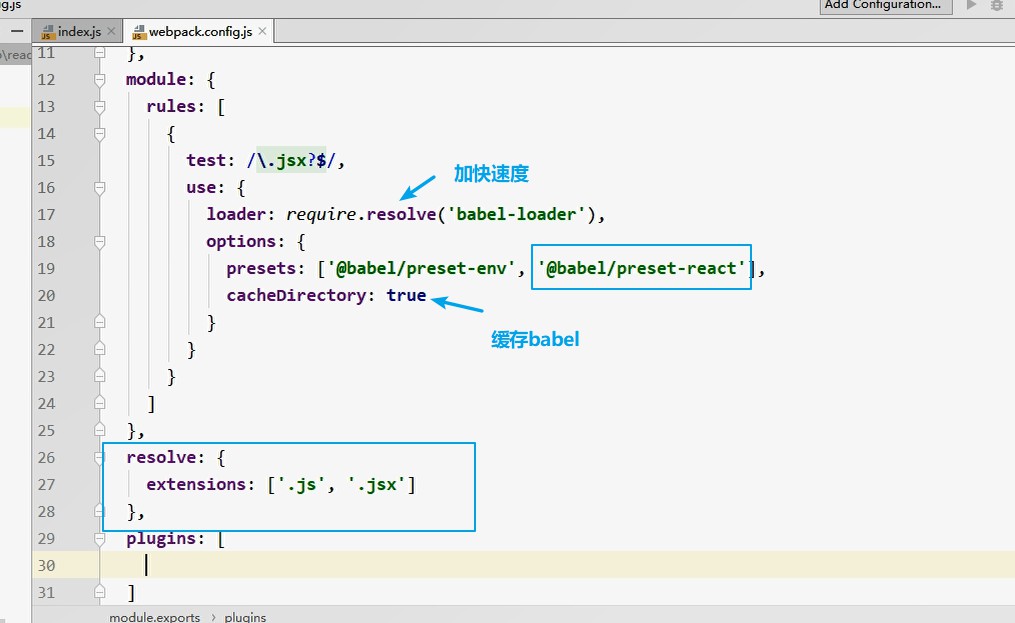 g.js
Add Configuration...
index.js
webpack.config.js
11 },
12 module: {
13 rules: [
14 {
15 test: /\.jsx?$/,
16 use: {
加快速度
17 loader: require.resolve('babel-loader'),
18 options: {
19 presets: ['@babel/preset-env', '@babel/preset-react'],
20 cacheDirectory: true
21 }
缓存babel
22 }
23 }
24 ]
25 },
26 resolve: {
27 extensions: ['.js', '.jsx']
28 },
29 plugins: [
30
31 ]
module.exports › plugins